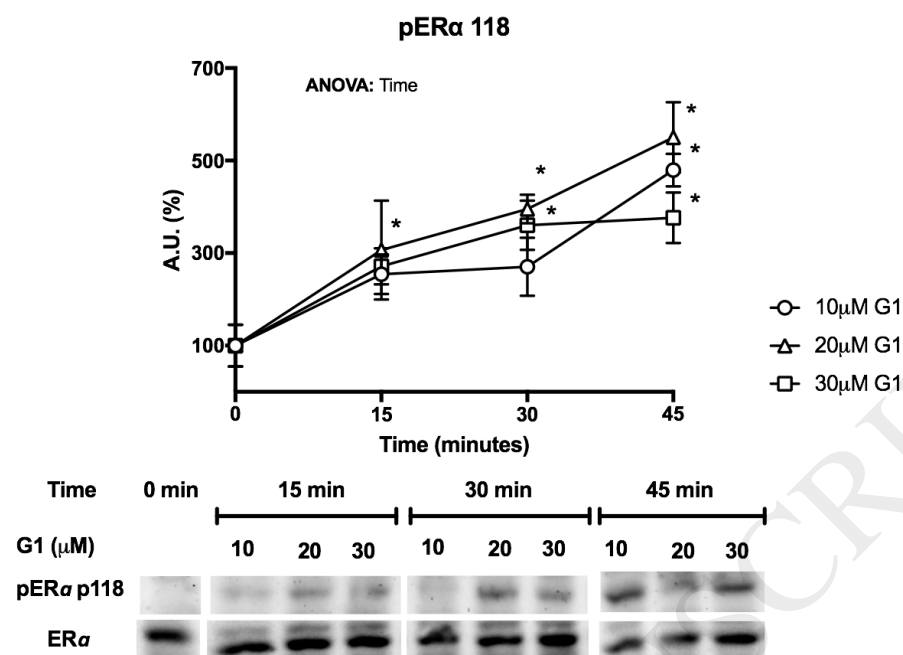 pERα 118
700
ANOVA: Time
500
300
100
A.U. (%)
0 15 30 45
Time (minutes)
10μM G1
20μM G1
30μM G1
* * * * * *
Time 0 min 15 min 30 min 45 min
G1 (μM) 10 20 30 10 20 30 10 20 30
pERα p118
ERα